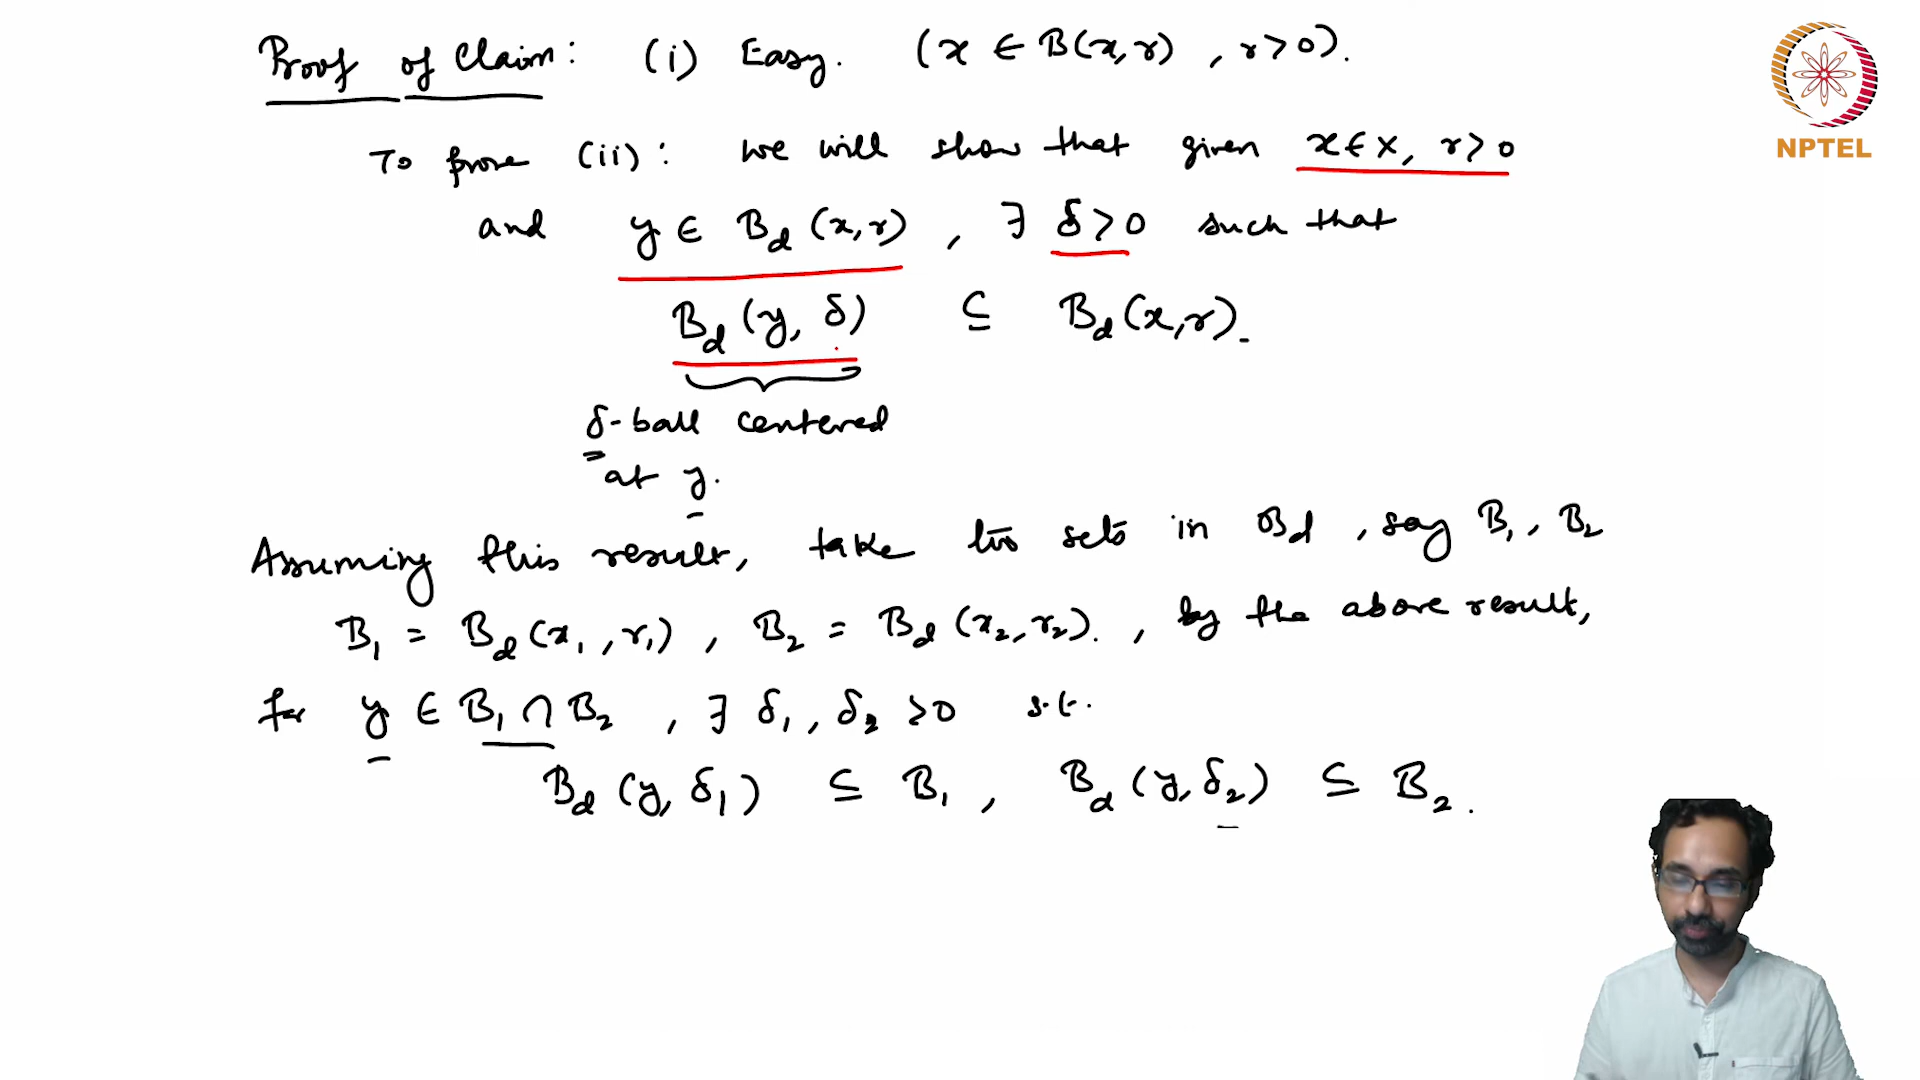 Proof of Claim: (i) Easy. (x ∈ B(x,r) , r>0).
NPTEL
To prove (ii): we will show that given x∈X, r>0
and y ∈ B_d (x,r) , ∃ δ>0 such that
B_d (y, δ) ⊆ B_d (x,r).
δ-ball centered
at y.
Assuming this result, take two sets in 𝓑_d , say B_1, B_2
B_1 = B_d (x_1, r_1) , B_2 = B_d (x_2, r_2). , by the above result,
for y ∈ B_1 ∩ B_2 , ∃ δ_1, δ_2 >0 s.t.
B_d (y, δ_1) ⊆ B_1 , B_d (y, δ_2) ⊆ B_2 .